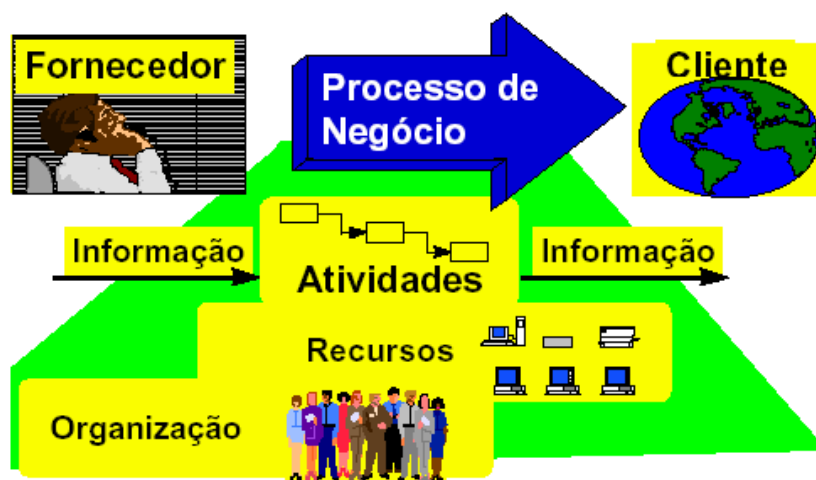 Fornecedor
Processo de
Negócio
Cliente
Informação
Informação
Atividades
Recursos
Organização